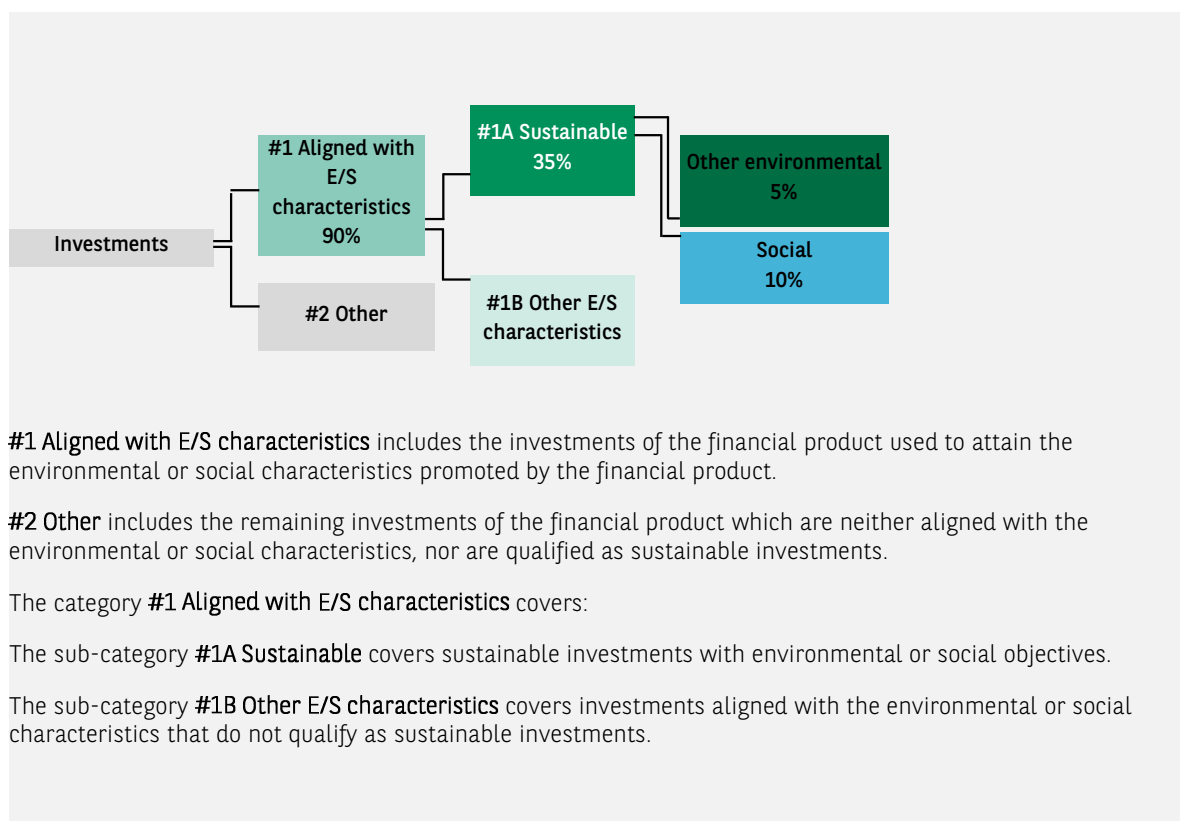 Investments
#1 Aligned with
E/S
characteristics
90%
#2 Other
#1A Sustainable
35%
#1B Other E/S
characteristics
Other environmental
5%
Social
10%
#1 Aligned with E/S characteristics includes the investments of the financial product used to attain the
environmental or social characteristics promoted by the financial product.
#2 Other includes the remaining investments of the financial product which are neither aligned with the
environmental or social characteristics, nor are qualified as sustainable investments.
The category #1 Aligned with E/S characteristics covers:
The sub-category #1A Sustainable covers sustainable investments with environmental or social objectives.
The sub-category #1B Other E/S characteristics covers investments aligned with the environmental or social
characteristics that do not qualify as sustainable investments.